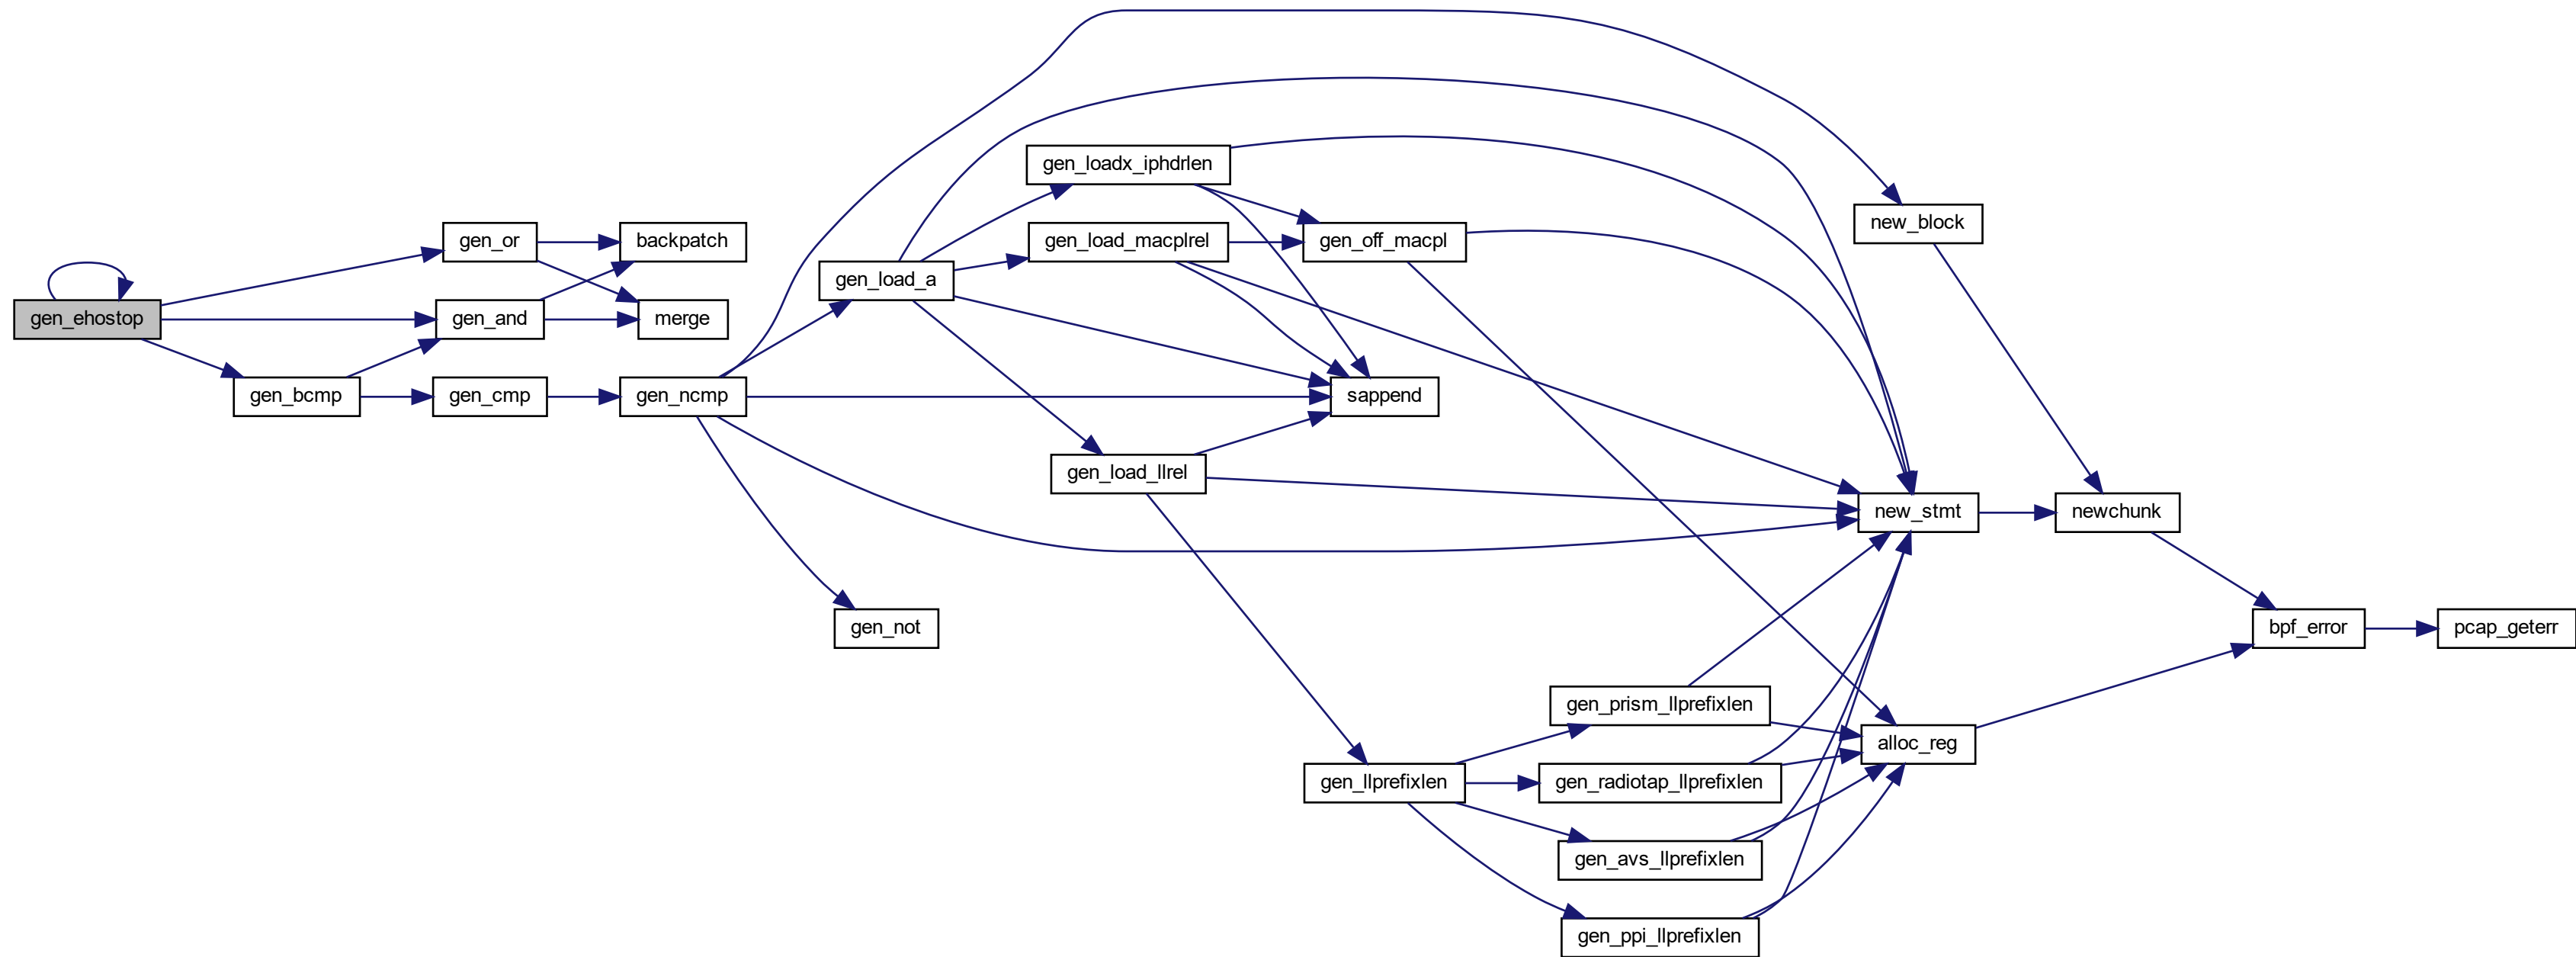 gen_ehostop
gen_or
gen_and
gen_bcmp
gen_cmp
backpatch
merge
gen_ncmp
gen_load_a
gen_not
gen_loadx_iphdrlen
gen_load_macplrel
gen_load_llrel
gen_off_macpl
sappend
gen_llprefixlen
gen_prism_llprefixlen
gen_radiotap_llprefixlen
gen_avs_llprefixlen
gen_ppi_llprefixlen
new_block
new_stmt
alloc_reg
newchunk
bpf_error
pcap_geterr